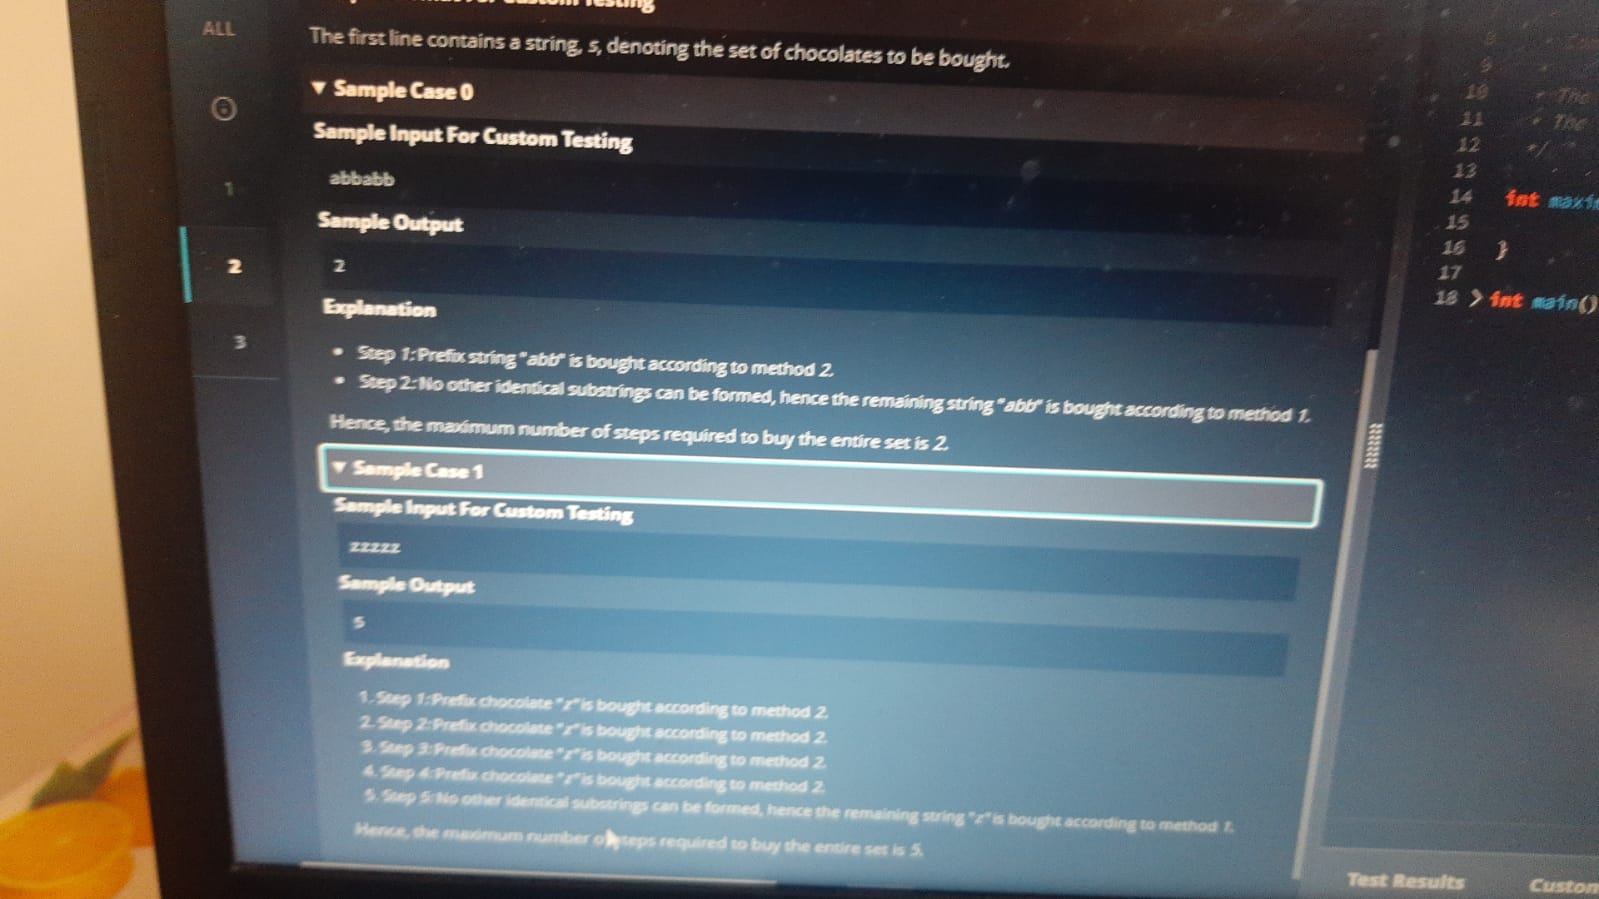 Testing
ALL
The first line contains a string, s, denoting the set of chocolates to be bought.
▼ Sample Case 0
Sample Input For Custom Testing
abbabb
Sample Output
2
Explanation
• Step 1: Prefix string "abb" is bought according to method 2.
• Step 2: No other identical substrings can be formed, hence the remaining string "abb" is bought according to method 1.
Hence, the maximum number of steps required to buy the entire set is 2.
▼ Sample Case 1
Sample Input For Custom Testing
zzzzz
Sample Output
5
Explanation
1. Step 1: Prefix chocolate "z" is bought according to method 2.
2. Step 2: Prefix chocolate "z" is bought according to method 2.
3. Step 3: Prefix chocolate "z" is bought according to method 2.
4. Step 4: Prefix chocolate "z" is bought according to method 2.
5. Step 5: No other identical substrings can be formed, hence the remaining string "z" is bought according to method 1.
Hence, the maximum number of steps required to buy the entire set is 5.
1
2
3
8
9
10 * The
11 * The
12 */
13
14 int maxi
15
16 }
17
18 > int main()
Test Results
Custom